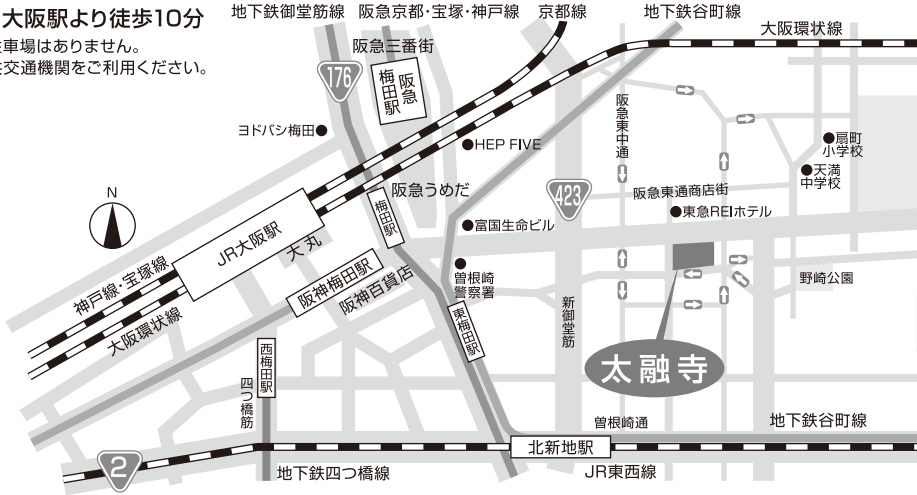 大阪駅より徒歩10分
駐車場はありません。
共交通機関をご利用ください。
地下鉄御堂筋線
阪急京都・宝塚・神戸線
京都線
地下鉄谷町線
大阪環状線
176
阪急三番街
阪急
梅田駅
ヨドバシ梅田
HEP FIVE
阪急東中通
扇町
小学校
天満
中学校
N
阪急うめだ
423
阪急東通商店街
東急REIホテル
梅田駅
富国生命ビル
JR大阪駅
大丸
神戸線・宝塚線
阪神梅田駅
阪神百貨店
曽根崎
警察署
野崎公園
大阪環状線
新御堂筋
東梅田駅
西梅田駅
太融寺
四つ橋筋
曽根崎通
地下鉄谷町線
北新地駅
2
地下鉄四つ橋線
JR東西線